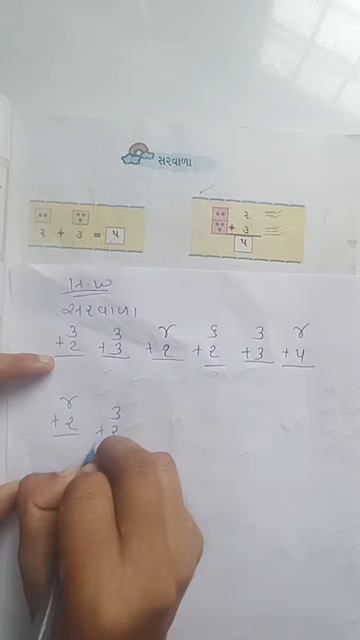 સરવાળા
૨ + ૩ = ૫
૨
+ ૩
૫
H.W
સરવાળા
૩ ૩ ૪ ૬ ૩ ૪
+૨ +૩ +૨ +૨ +૩ +૫
૪ ૩
+૨ +૨